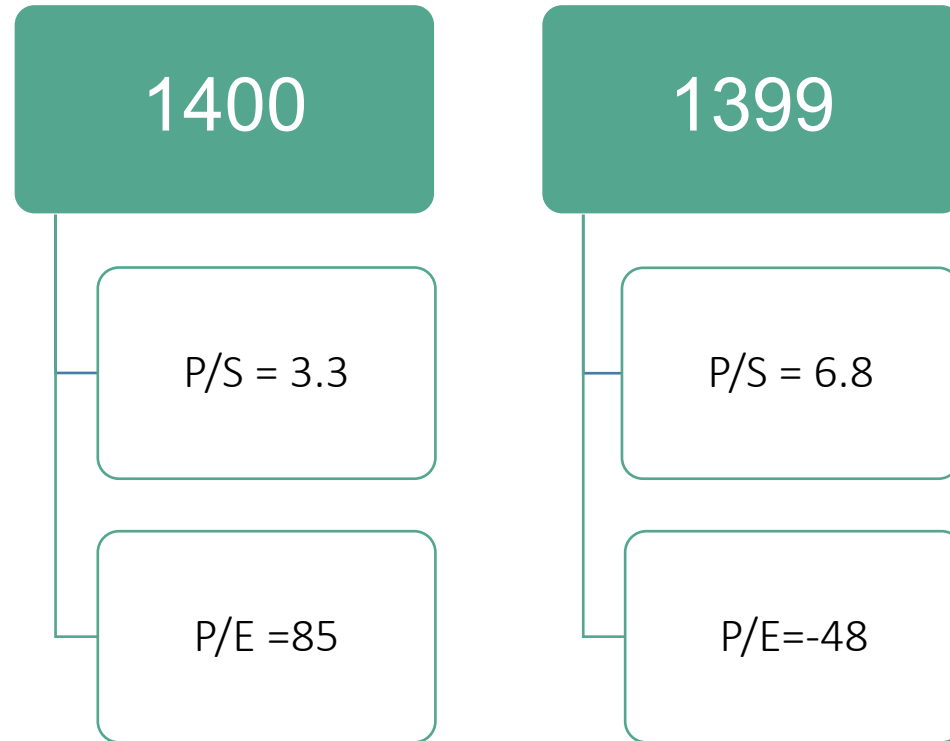 1400
P/S = 3.3
P/E =85
1399
P/S = 6.8
P/E=-48